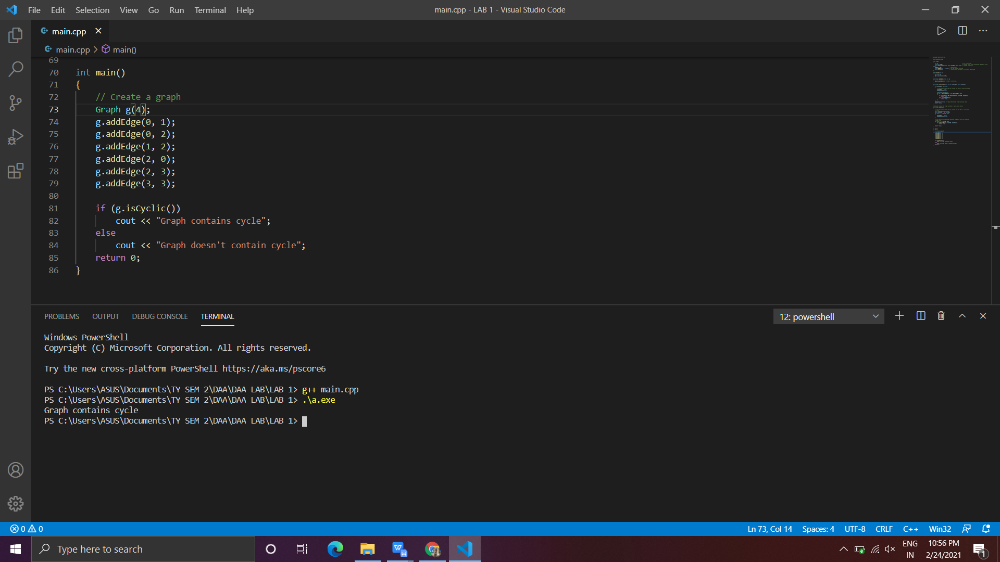 File Edit Selection View Go Run Terminal Help
main.cpp - LAB 1 - Visual Studio Code
main.cpp
main.cpp > main()
69
70 int main()
71 {
72 // Create a graph
73 Graph g(4);
74 g.addEdge(0, 1);
75 g.addEdge(0, 2);
76 g.addEdge(1, 2);
77 g.addEdge(2, 0);
78 g.addEdge(2, 3);
79 g.addEdge(3, 3);
80
81 if (g.isCyclic())
82 cout << "Graph contains cycle";
83 else
84 cout << "Graph doesn't contain cycle";
85 return 0;
86 }
PROBLEMS OUTPUT DEBUG CONSOLE TERMINAL
12: powershell
Windows PowerShell
Copyright (C) Microsoft Corporation. All rights reserved.
Try the new cross-platform PowerShell https://aka.ms/pscore6
PS C:\Users\ASUS\Documents\TY SEM 2\DAA\DAA LAB\LAB 1> g++ main.cpp
PS C:\Users\ASUS\Documents\TY SEM 2\DAA\DAA LAB\LAB 1> .\a.exe
Graph contains cycle
PS C:\Users\ASUS\Documents\TY SEM 2\DAA\DAA LAB\LAB 1>
0 0
Ln 73, Col 14 Spaces: 4 UTF-8 CRLF C++ Win32
Type here to search
ENG
IN
10:56 PM
2/24/2021
1